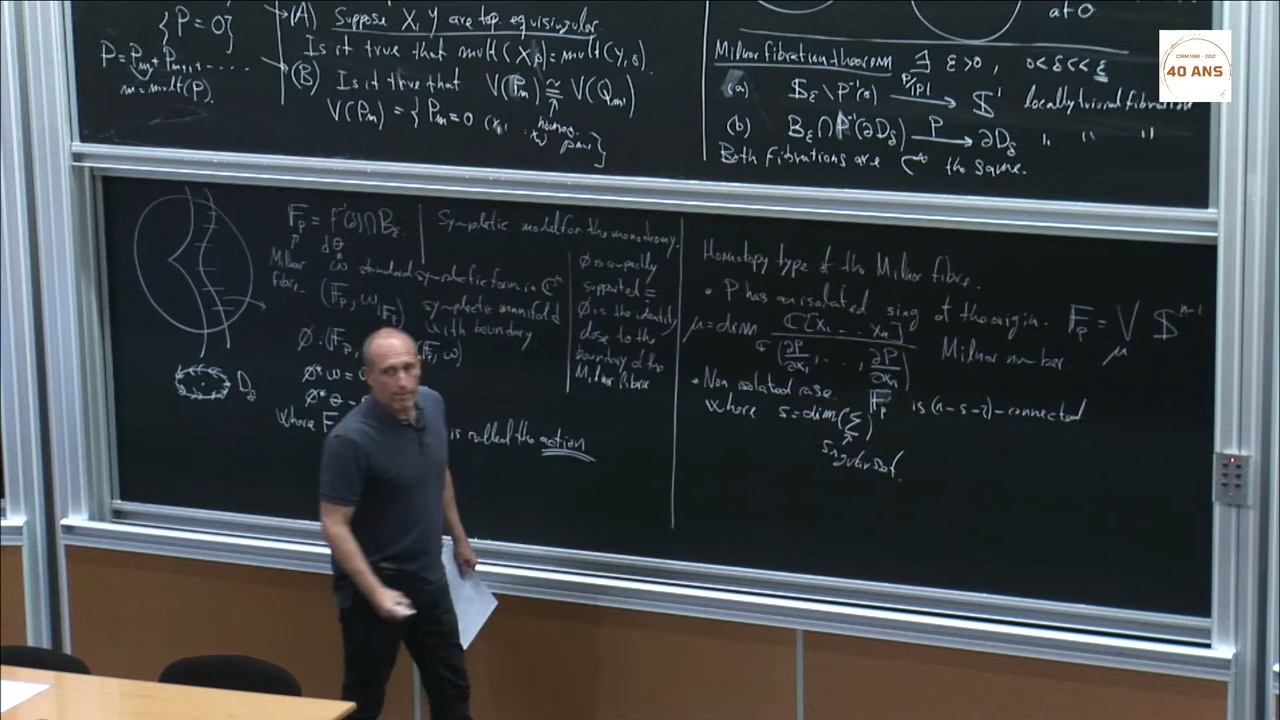 {P=0}
P = P_m + P_{m+1} + ....
m = mult(P).
(A) Suppose X, Y are top. equisingular.
Is it true that mult(X,p) = mult(Y,0).
(B) Is it true that V(P_m) ≅ V(Q_m)
V(P_m) = { P_m = 0
at 0
Milnor fibration theorem ∃ ε>0, 0<δ<<ε
(a) S_ε \ P^{-1}(0) →^{P/|P|} S^1 locally trivial fibration
(b) B_ε ∩ P^{-1}(∂D_δ) →^P ∂D_δ " " "
Both fibrations are the same.
CIRM 1981 - 2021
40 ANS
F_p = F^{-1}(δ) ∩ B_ε
Milnor fibre.
dθ
ω standard symplectic form in C^n
(F_p, ω|_{F_p}) symplectic manifold with boundary.
φ: (F_p, ω)
φ*ω = ω
φ*θ -
Where F is called the action
D_δ
Symplectic model for the monodromy.
φ is compactly
supported =
φ is the identity
close to the
boundary of the
Milnor fibre
Homotopy type of the Milnor fibre.
• P has an isolated sing at the origin. F_p = V_μ S^{n-1}
μ = dim_C C[x_1 ... x_n] / (∂P/∂x_1, ..., ∂P/∂x_n) Milnor number.
• Non isolated case. F_p is (n-s-2)-connected
Where s = dim(Σ)
Singular set.